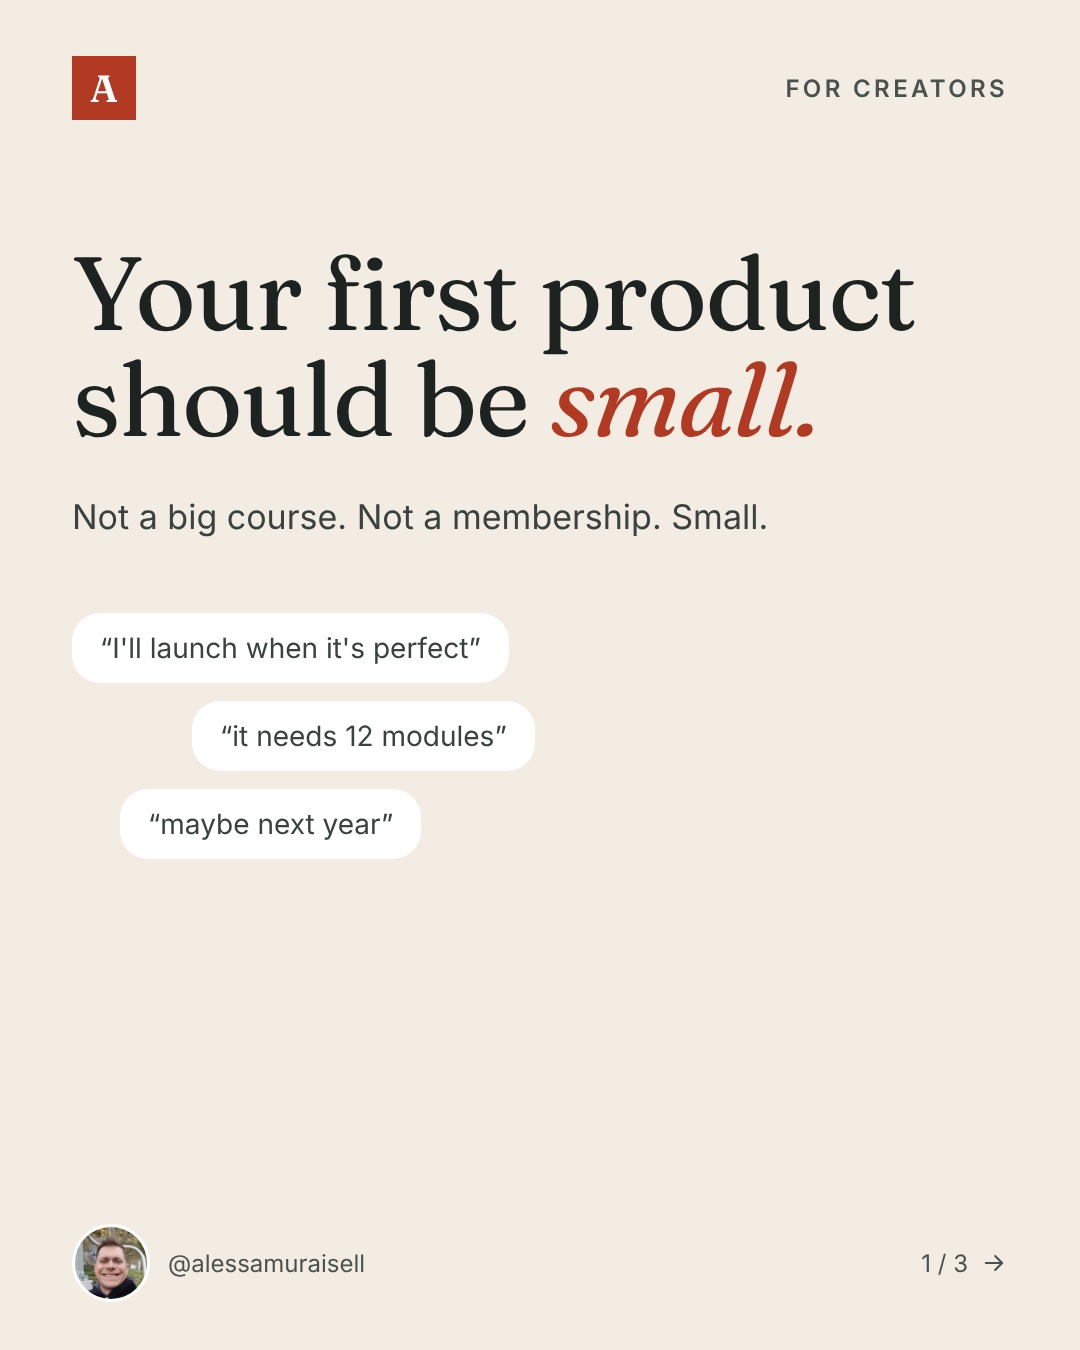 A
FOR CREATORS
Your first product
should be small.
Not a big course. Not a membership. Small.
“I'll launch when it's perfect”
“it needs 12 modules”
“maybe next year”
@alessamuraisell
1 / 3 →